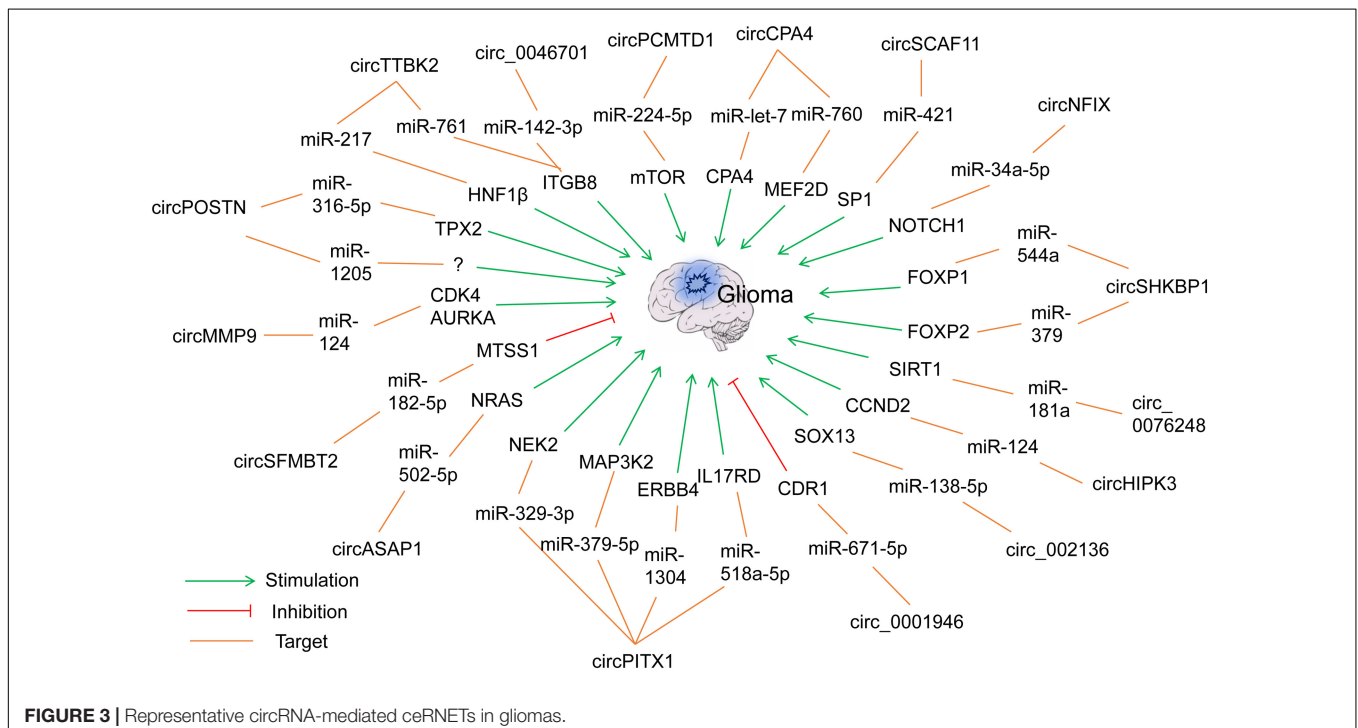 circPCMTD1
circCPA4
circSCAF11
circ_0046701
circTTBK2
circNFIX
miR-224-5p
miR-let-7
miR-760
miR-421
miR-761
miR-142-3p
miR-217
miR-34a-5p
mTOR
CPA4
MEF2D
SP1
ITGB8
HNF1β
miR-
316-5p
circPOSTN
TPX2
NOTCH1
miR-
544a
miR-
1205
?
FOXP1
circSHKBP1
Glioma
CDK4
AURKA
circMMP9
miR-
124
FOXP2
miR-
379
MTSS1
SIRT1
miR-
182-5p
NRAS
CCND2
miR-
181a
circ_
0076248
SOX13
circSFMBT2
miR-
502-5p
NEK2
MAP3K2
ERBB4
IL17RD
CDR1
miR-124
circHIPK3
miR-138-5p
miR-329-3p
miR-379-5p
miR-
1304
miR-
518a-5p
miR-671-5p
circ_002136
circASAP1
Stimulation
Inhibition
Target
circ_0001946
circPITX1
FIGURE 3 | Representative circRNA-mediated ceRNETs in gliomas.